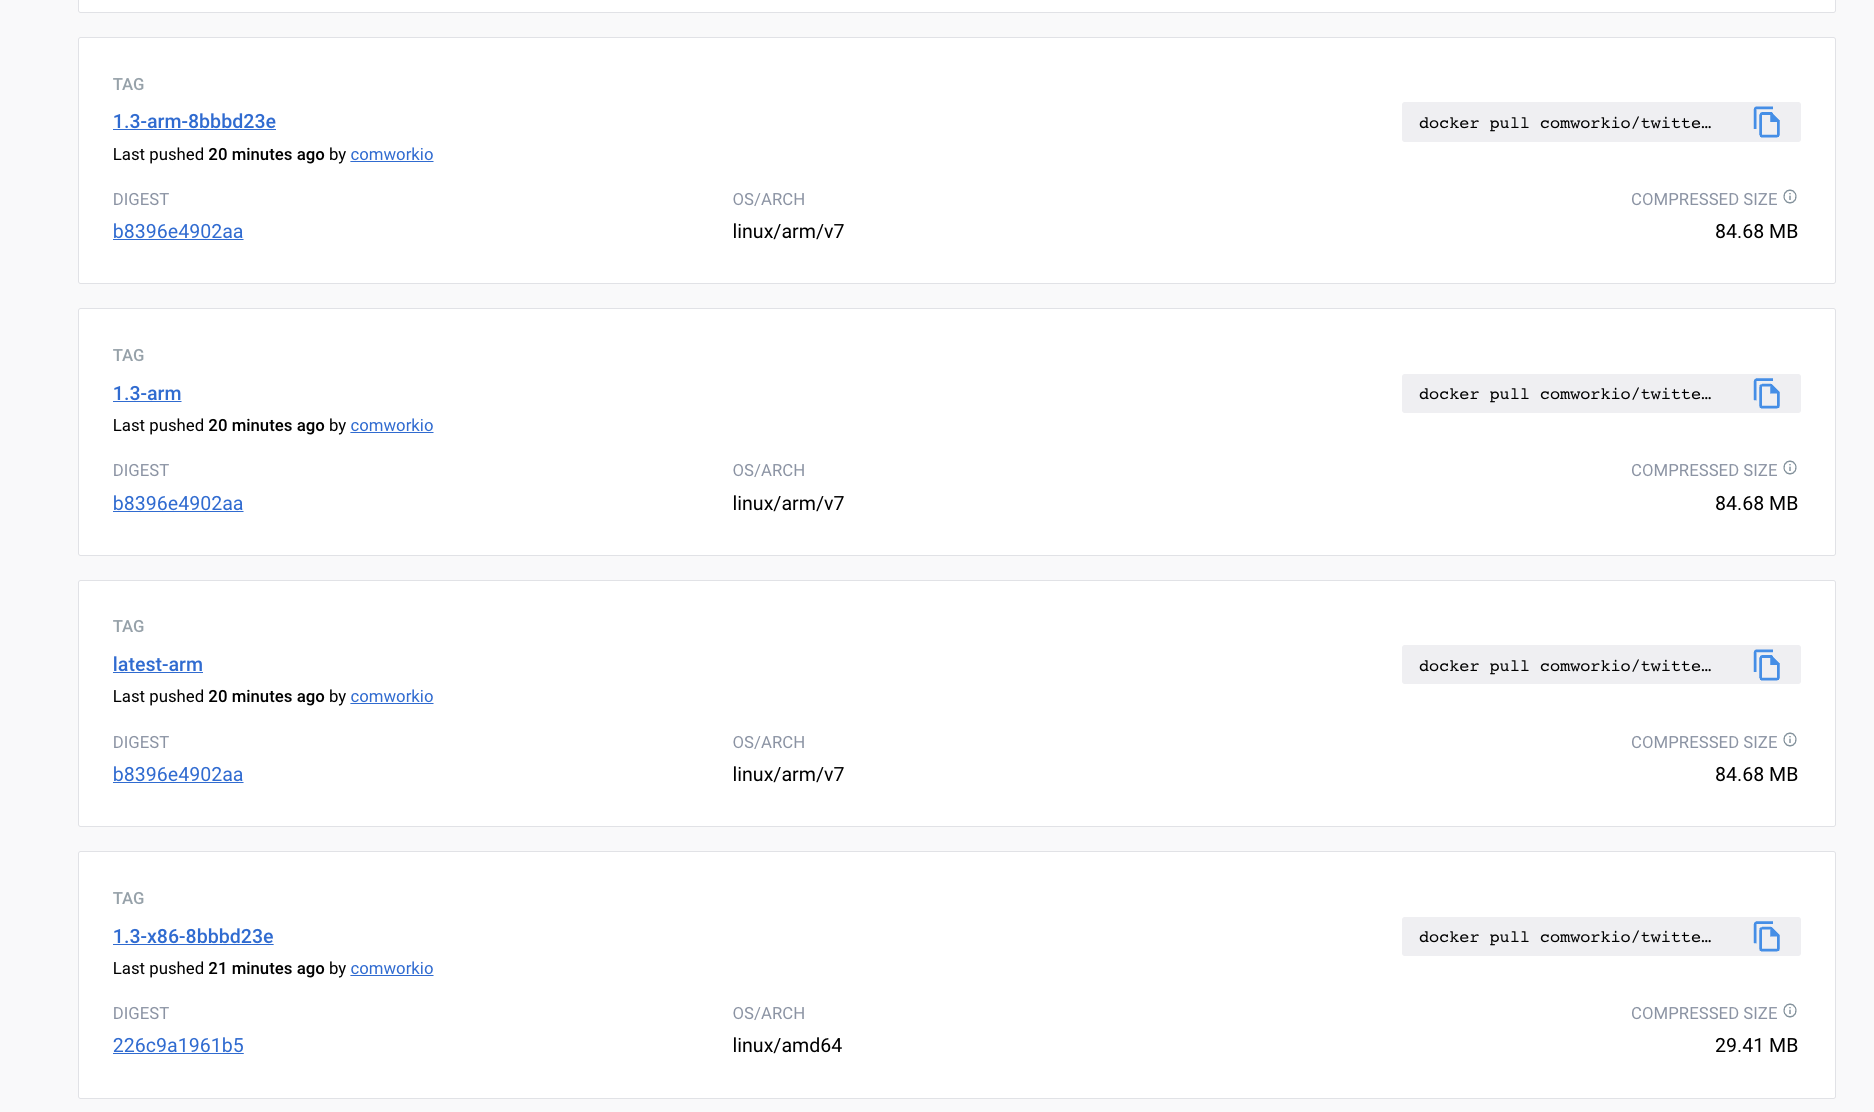 TAG
1.3-arm-8bbbd23e
docker pull comworkio/twitte…
Last pushed 20 minutes ago by comworkio
DIGEST
OS/ARCH
COMPRESSED SIZE
b8396e4902aa
linux/arm/v7
84.68 MB
TAG
1.3-arm
docker pull comworkio/twitte…
Last pushed 20 minutes ago by comworkio
DIGEST
OS/ARCH
COMPRESSED SIZE
b8396e4902aa
linux/arm/v7
84.68 MB
TAG
latest-arm
docker pull comworkio/twitte…
Last pushed 20 minutes ago by comworkio
DIGEST
OS/ARCH
COMPRESSED SIZE
b8396e4902aa
linux/arm/v7
84.68 MB
TAG
1.3-x86-8bbbd23e
docker pull comworkio/twitte…
Last pushed 21 minutes ago by comworkio
DIGEST
OS/ARCH
COMPRESSED SIZE
226c9a1961b5
linux/amd64
29.41 MB